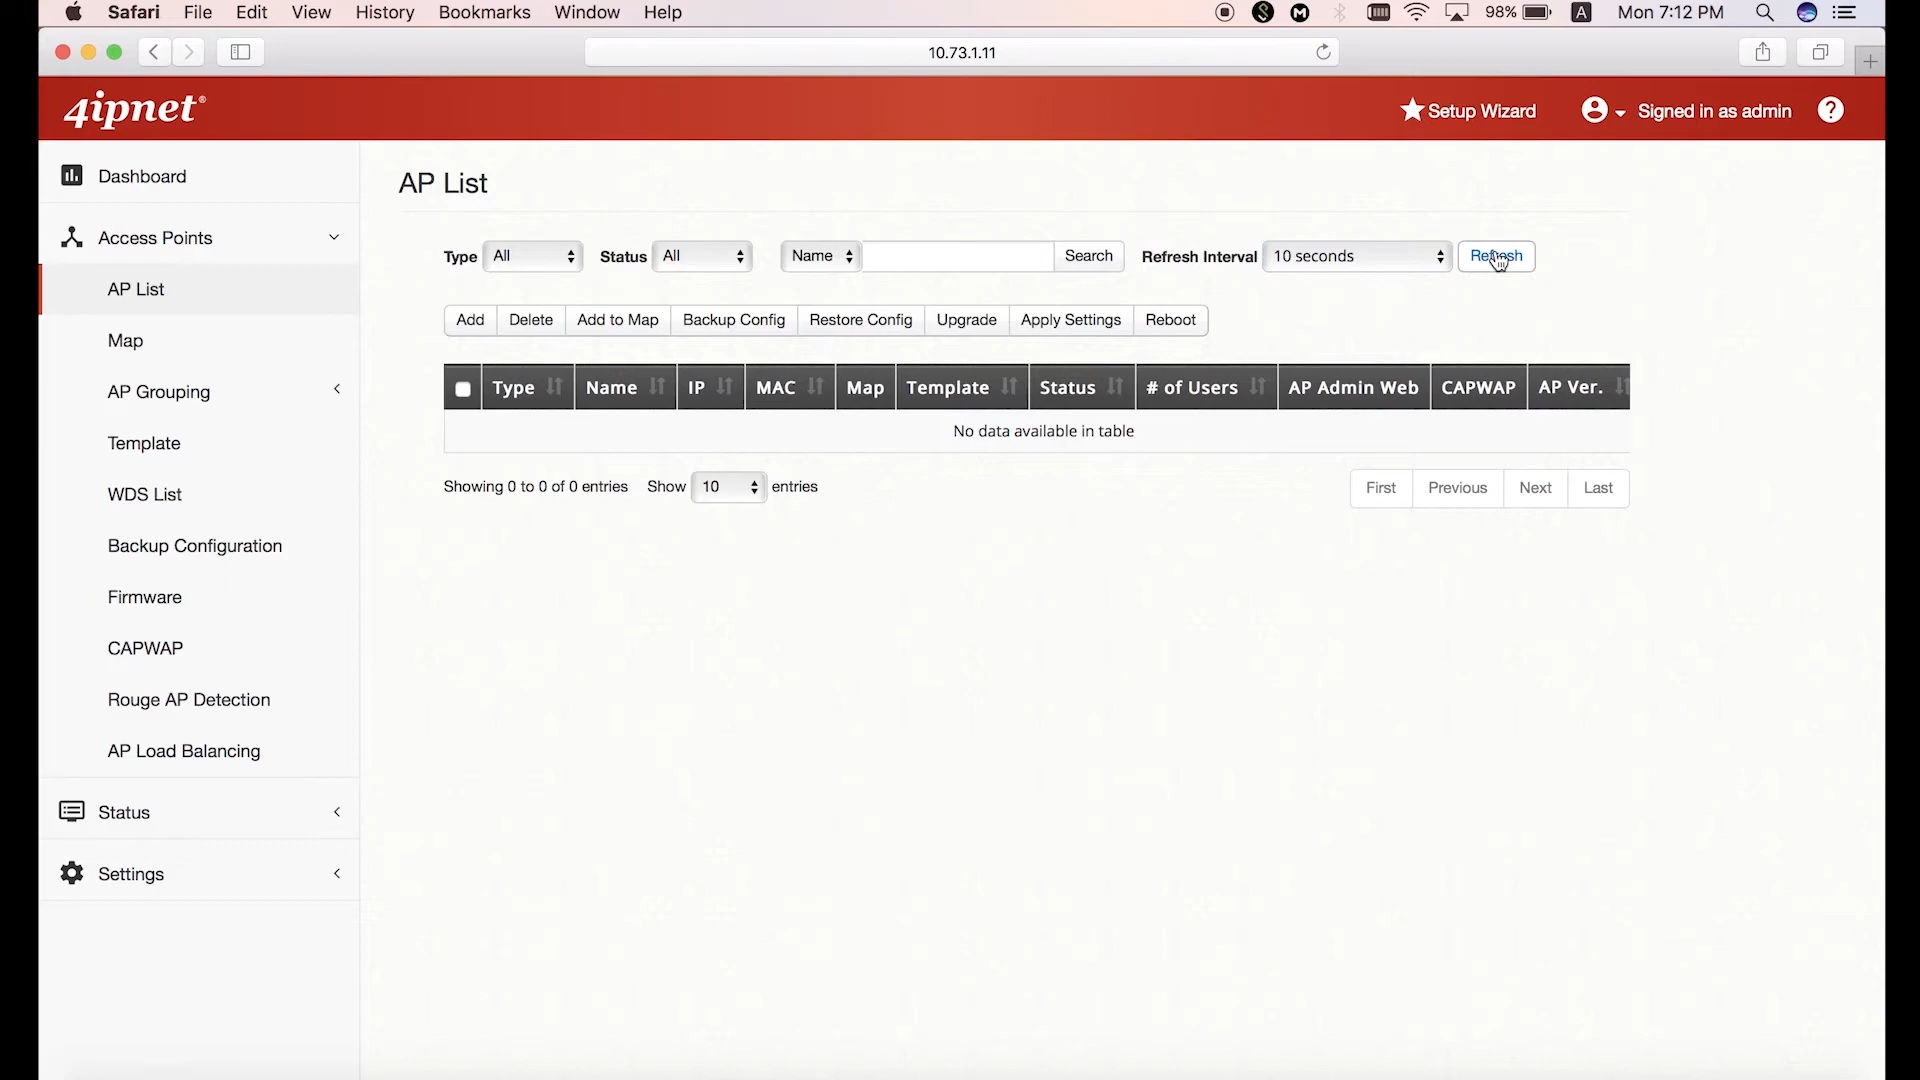 Safari File Edit View History Bookmarks Window Help 98% A Mon 7:12 PM
10.73.1.11
4ipnet® Setup Wizard Signed in as admin ?
Dashboard
Access Points
AP List
Map
AP Grouping
Template
WDS List
Backup Configuration
Firmware
CAPWAP
Rouge AP Detection
AP Load Balancing
Status
Settings
AP List
Type All Status All Name Search Refresh Interval 10 seconds Refresh
Add Delete Add to Map Backup Config Restore Config Upgrade Apply Settings Reboot
Type Name IP MAC Map Template Status # of Users AP Admin Web CAPWAP AP Ver.
No data available in table
Showing 0 to 0 of 0 entries Show 10 entries First Previous Next Last